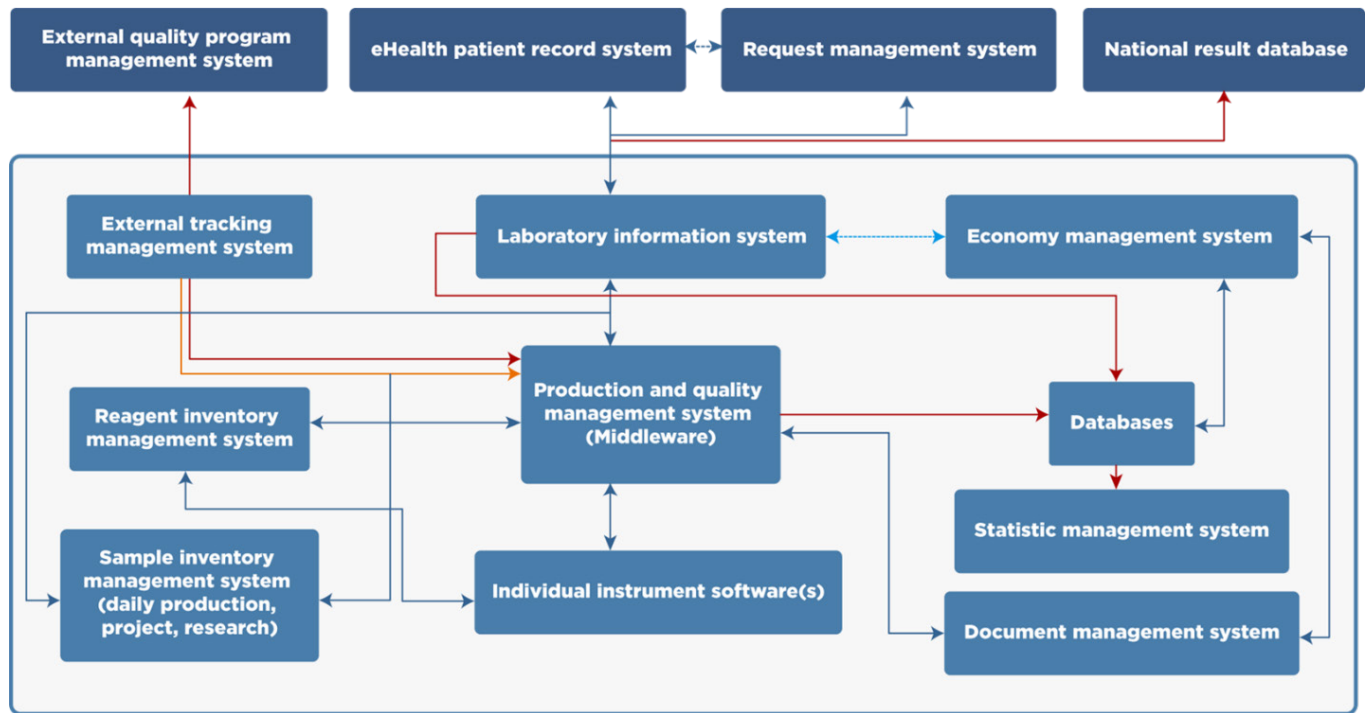 External quality program
management system
eHealth patient record system
Request management system
National result database
External tracking
management system
Laboratory information system
Economy management system
Production and quality
management system
(Middleware)
Reagent inventory
management system
Databases
Statistic management system
Sample inventory
management system
(daily production,
project, research)
Individual instrument software(s)
Document management system